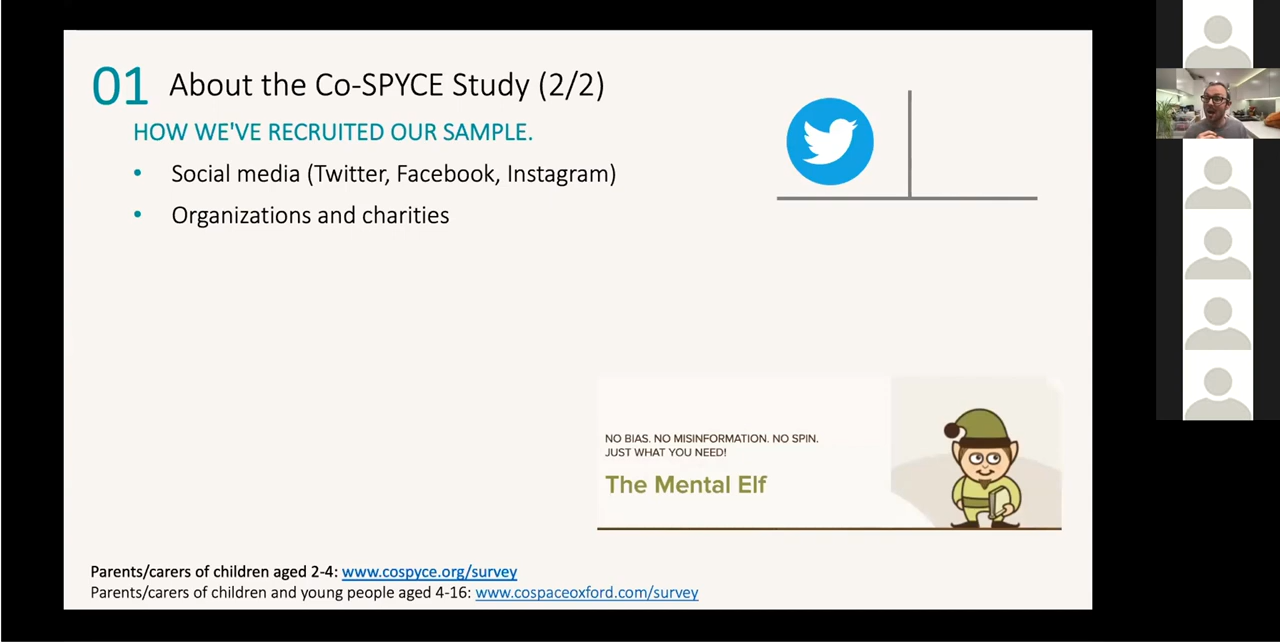 01 About the Co-SPYCE Study (2/2)
HOW WE'VE RECRUITED OUR SAMPLE.
• Social media (Twitter, Facebook, Instagram)
• Organizations and charities
NO BIAS. NO MISINFORMATION. NO SPIN.
JUST WHAT YOU NEED!
The Mental Elf
Parents/carers of children aged 2-4: www.cospyce.org/survey
Parents/carers of children and young people aged 4-16: www.cospaceoxford.com/survey